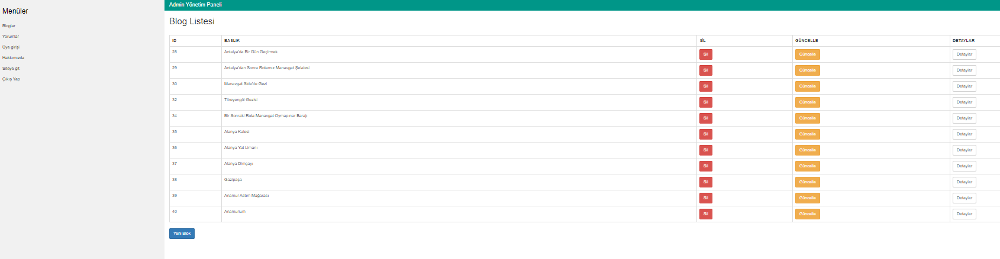 Admin Yönetim Paneli
Menüler
Bloglar
Yorumlar
Üye girişi
Hakkımızda
Siteye git
Çıkış Yap
Blog Listesi
ID BASLIK SİL GÜNCELLE DETAYLAR
28 Antalya'da Bir Gün Geçirmek Sil Güncelle Detaylar
29 Antalya'dan Sonra Rotamız Manavgat Şelalesi Sil Güncelle Detaylar
30 Manavgat Side'de Gezi Sil Güncelle Detaylar
32 Titreyengöl Gezisi Sil Güncelle Detaylar
34 Bir Sonraki Rota Manavgat Oymapınar Barajı Sil Güncelle Detaylar
35 Alanya Kalesi Sil Güncelle Detaylar
36 Alanya Yat Limanı Sil Güncelle Detaylar
37 Alanya Dimçayı Sil Güncelle Detaylar
38 Gazipaşa Sil Güncelle Detaylar
39 Anamur Astım Mağarası Sil Güncelle Detaylar
40 Anamurium Sil Güncelle Detaylar
Yeni Blok